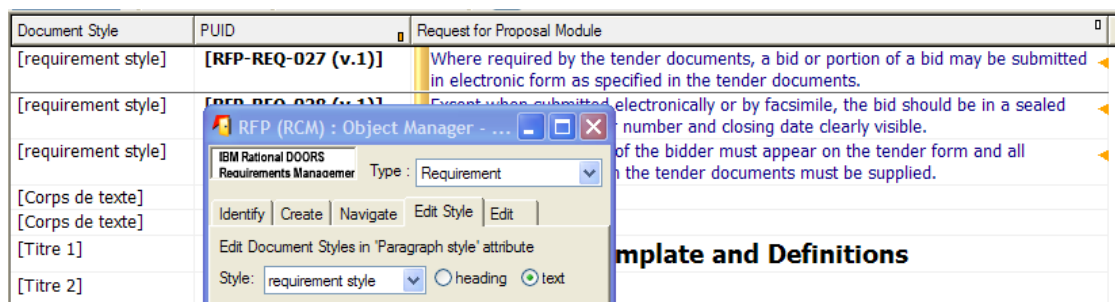 Document Style PUID Request for Proposal Module
[requirement style] [RFP-REQ-027 (v.1)] Where required by the tender documents, a bid or portion of a bid may be submitted
in electronic form as specified in the tender documents.
[requirement style] [RFP-REQ-028 (v.1)] Except when submitted electronically or by facsimile, the bid should be in a sealed
number and closing date clearly visible.
[requirement style] of the bidder must appear on the tender form and all
the tender documents must be supplied.
[Corps de texte]
[Corps de texte]
[Titre 1] mplate and Definitions
[Titre 2]
RFP (RCM) : Object Manager - ...
IBM Rational DOORS
Requirements Managemer
Type : Requirement
Identify Create Navigate Edit Style Edit
Edit Document Styles in 'Paragraph style' attribute
Style: requirement style heading text